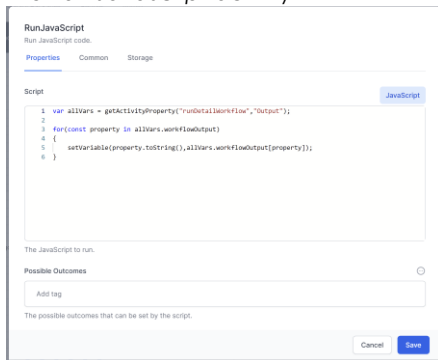 RunJavaScript
Run JavaScript code.
Properties Common Storage
Script
JavaScript
1 var allVars = getActivityProperty("runDetailWorkflow","Output");
2
3 for(const property in allVars.workflowOutput)
4 {
5 setVariable(property.toString(),allVars.workflowOutput[property]);
6 }
The JavaScript to run.
Possible Outcomes
Add tag
The possible outcomes that can be set by the script.
Cancel Save